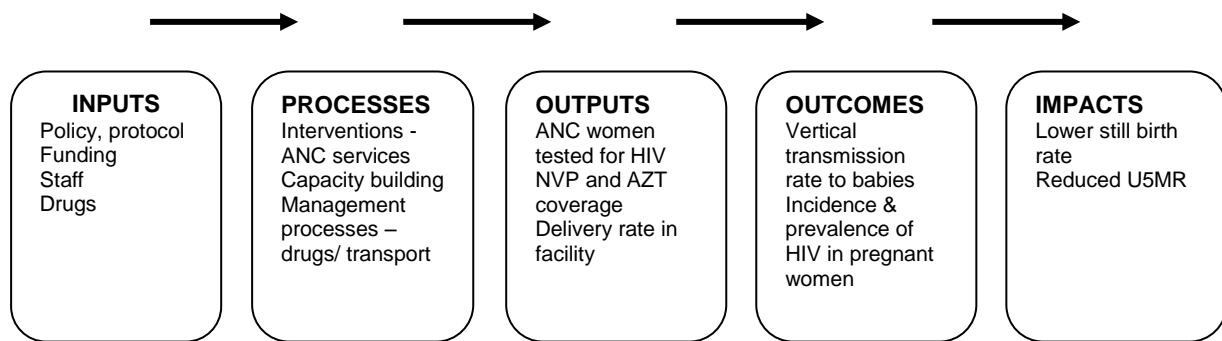 INPUTS
Policy, protocol
Funding
Staff
Drugs
PROCESSES
Interventions -
ANC services
Capacity building
Management
processes –
drugs/ transport
OUTPUTS
ANC women
tested for HIV
NVP and AZT
coverage
Delivery rate in
facility
OUTCOMES
Vertical
transmission
rate to babies
Incidence &
prevalence of
HIV in pregnant
women
IMPACTS
Lower still birth
rate
Reduced U5MR